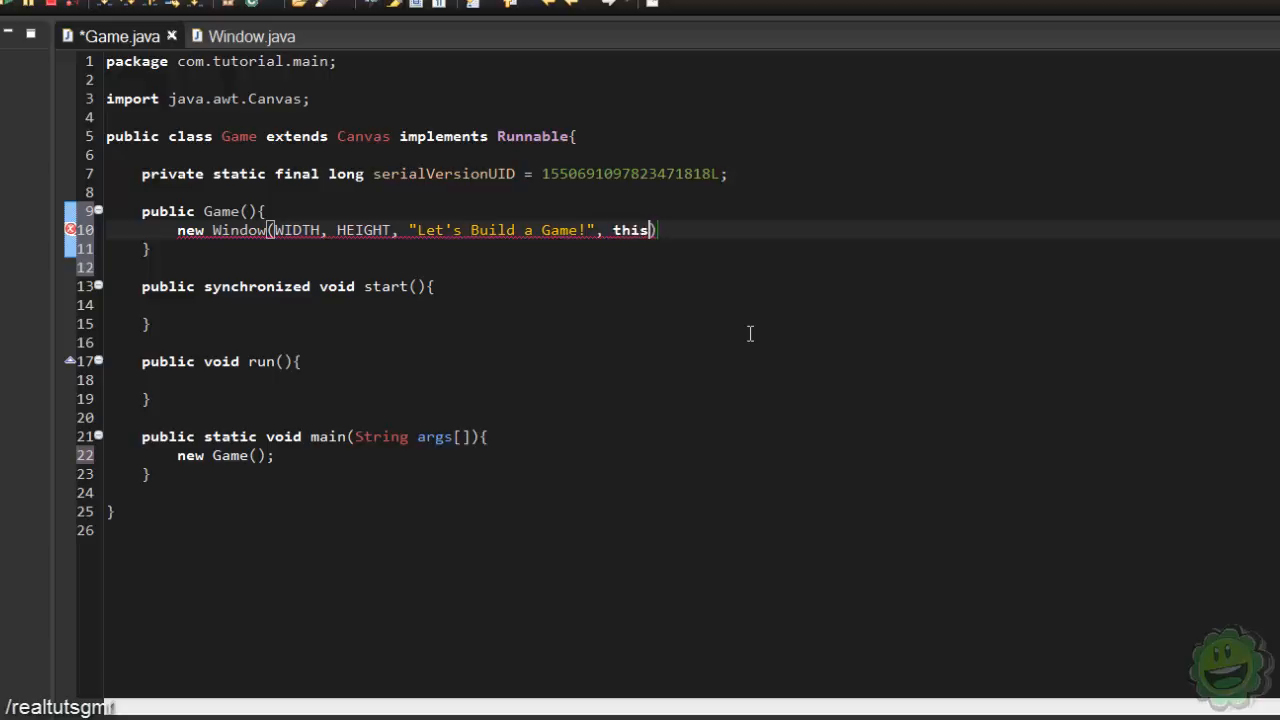 *Game.java
Window.java
1 package com.tutorial.main;
2
3 import java.awt.Canvas;
4
5 public class Game extends Canvas implements Runnable{
6
7 private static final long serialVersionUID = 1550691097823471818L;
8
9 public Game(){
10 new Window(WIDTH, HEIGHT, "Let's Build a Game!", this)
11 }
12
13 public synchronized void start(){
14
15 }
16
17 public void run(){
18
19 }
20
21 public static void main(String args[]){
22 new Game();
23 }
24
25 }
26
/realtutsgml